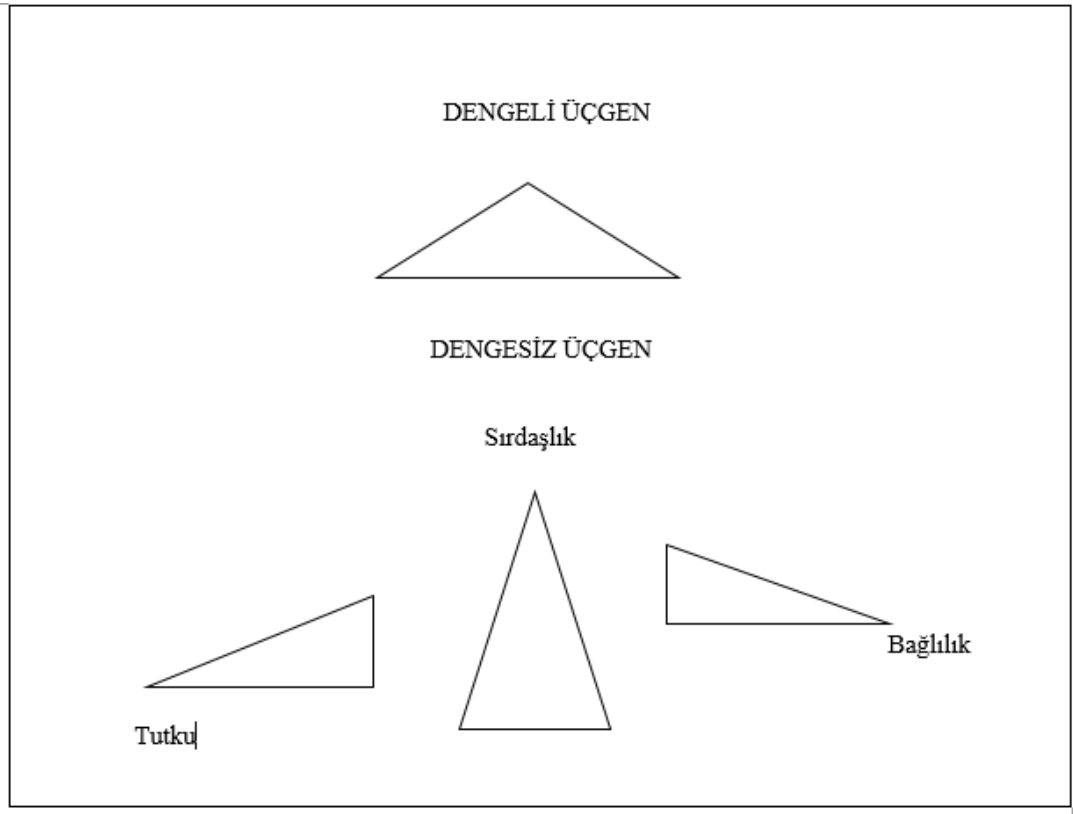 DENGELİ ÜÇGEN
DENGESİZ ÜÇGEN
Sırdaşlık
Bağlılık
Tutku